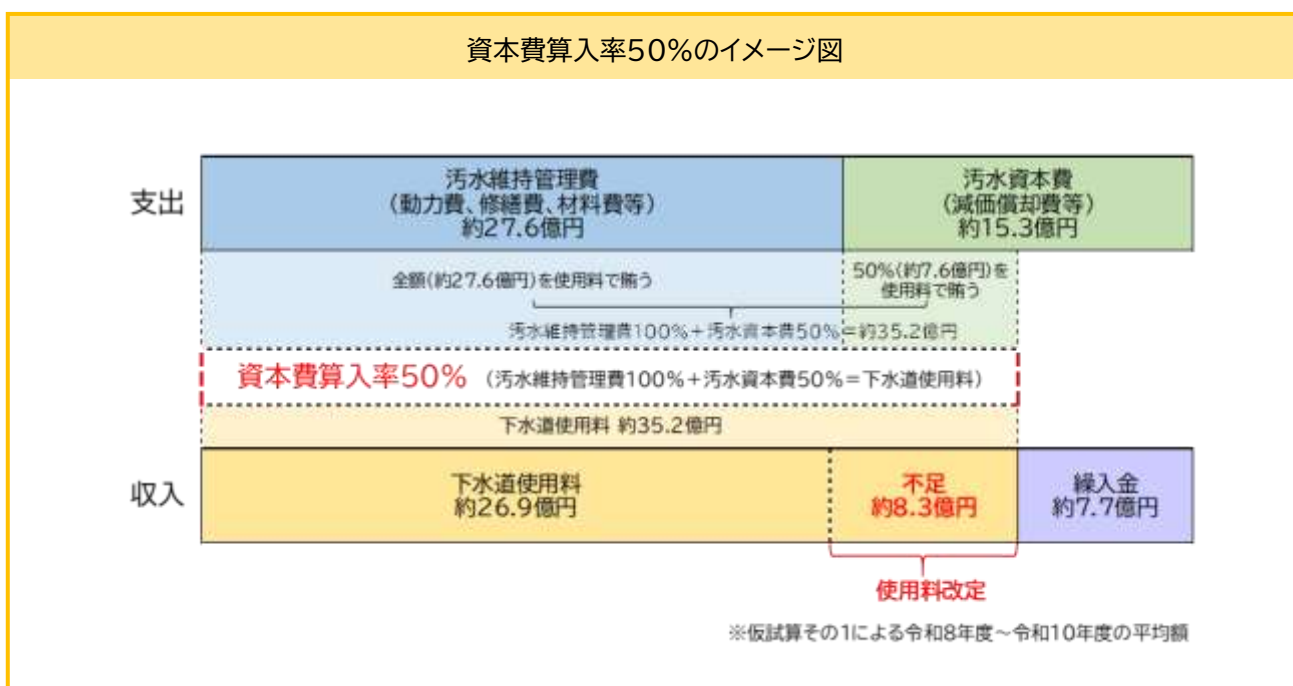 資本費算入率50%のイメージ図
支出
汚水維持管理費
(動力費、修繕費、材料費等)
約27.6億円
汚水資本費
(減価償却費等)
約15.3億円
全額(約27.6億円)を使用料で賄う
50%(約7.6億円)を
使用料で賄う
汚水維持管理費100%+汚水資本費50%=約35.2億円
資本費算入率50% (汚水維持管理費100%+汚水資本費50%=下水道使用料)
下水道使用料 約35.2億円
収入
下水道使用料
約26.9億円
不足
約8.3億円
繰入金
約7.7億円
使用料改定
※仮試算その1による令和8年度~令和10年度の平均額